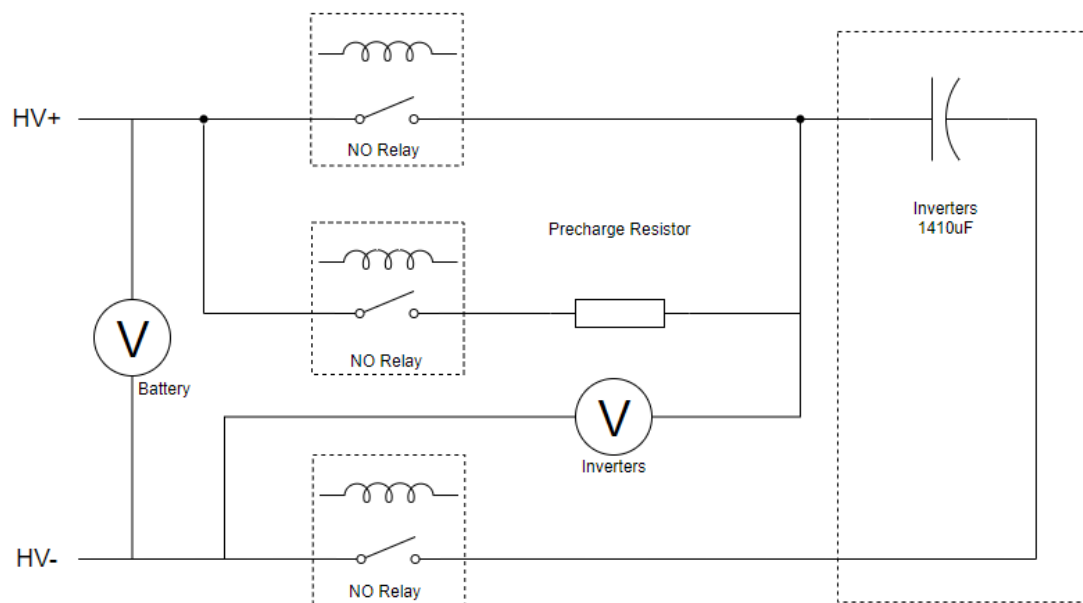 HV+
NO Relay
Precharge Resistor
Inverters
1410uF
NO Relay
V
Battery
V
Inverters
HV-
NO Relay